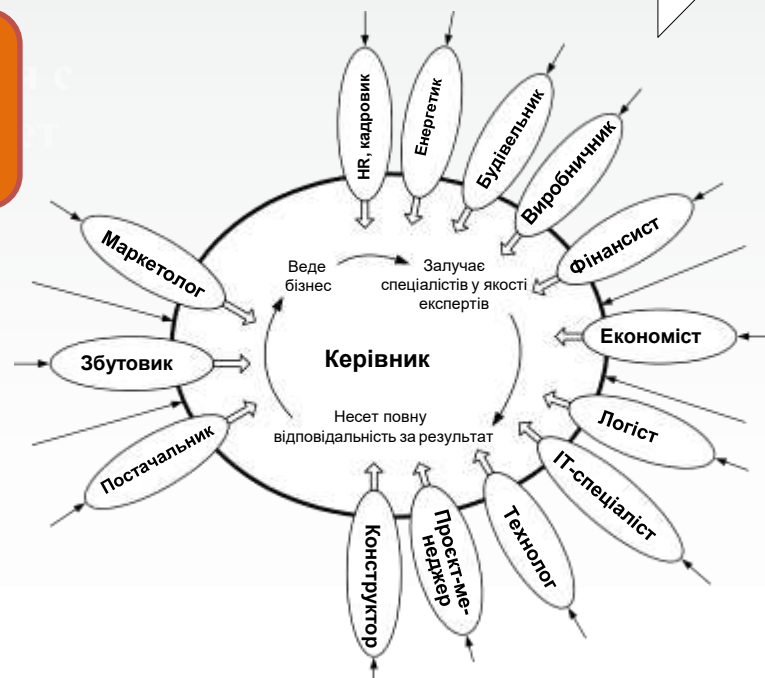 HR, кадровик
Енергетик
Будівельник
Виробничник
Фінансист
Економіст
Логіст
ІТ-спеціаліст
Технолог
Проєкт-ме-
неджер
Конструктор
Постачальник
Збутовик
Маркетолог
Веде
бізнес
Залучає
спеціалістів у якості
експертів
Керівник
Несет повну
відповідальність за результат